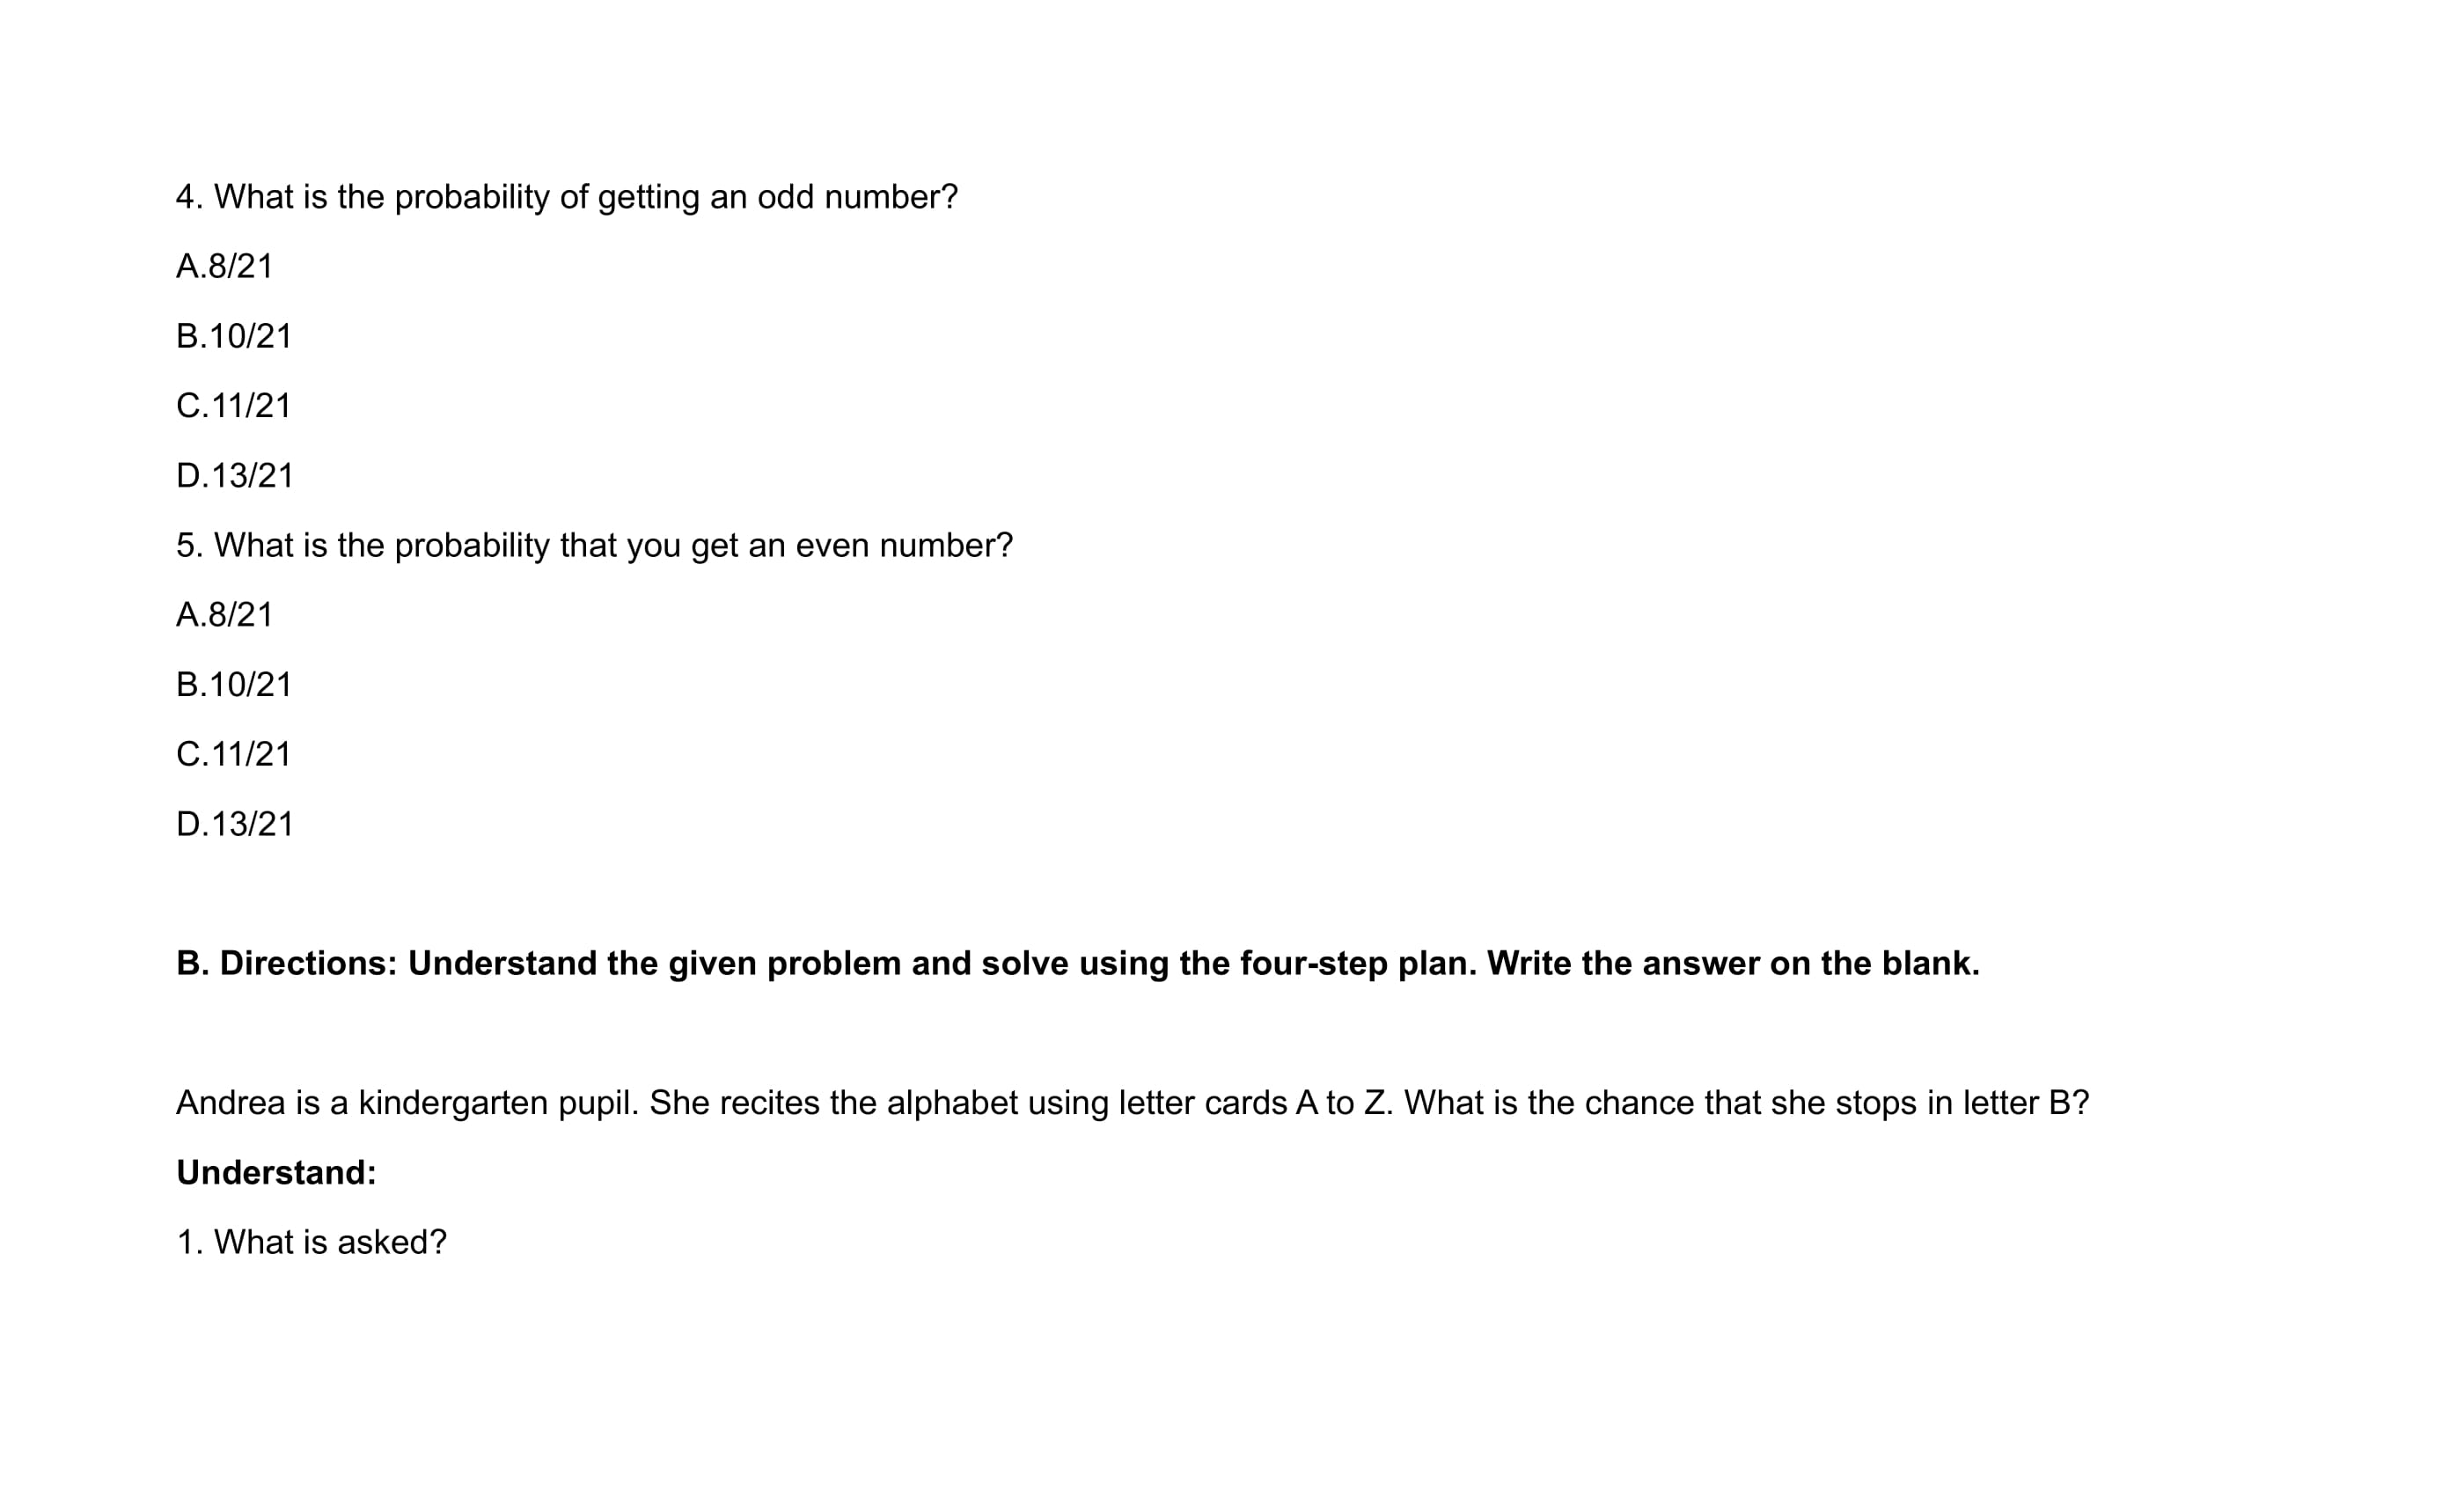 4. What is the probability of getting an odd number?
A.8/21
B.10/21
C.11/21
D.13/21
5. What is the probability that you get an even number?
A.8/21
B.10/21
C.11/21
D.13/21
B. Directions: Understand the given problem and solve using the four-step plan. Write the answer on the blank.
Andrea is a kindergarten pupil. She recites the alphabet using letter cards A to Z. What is the chance that she stops in letter B?
Understand:
1. What is asked?